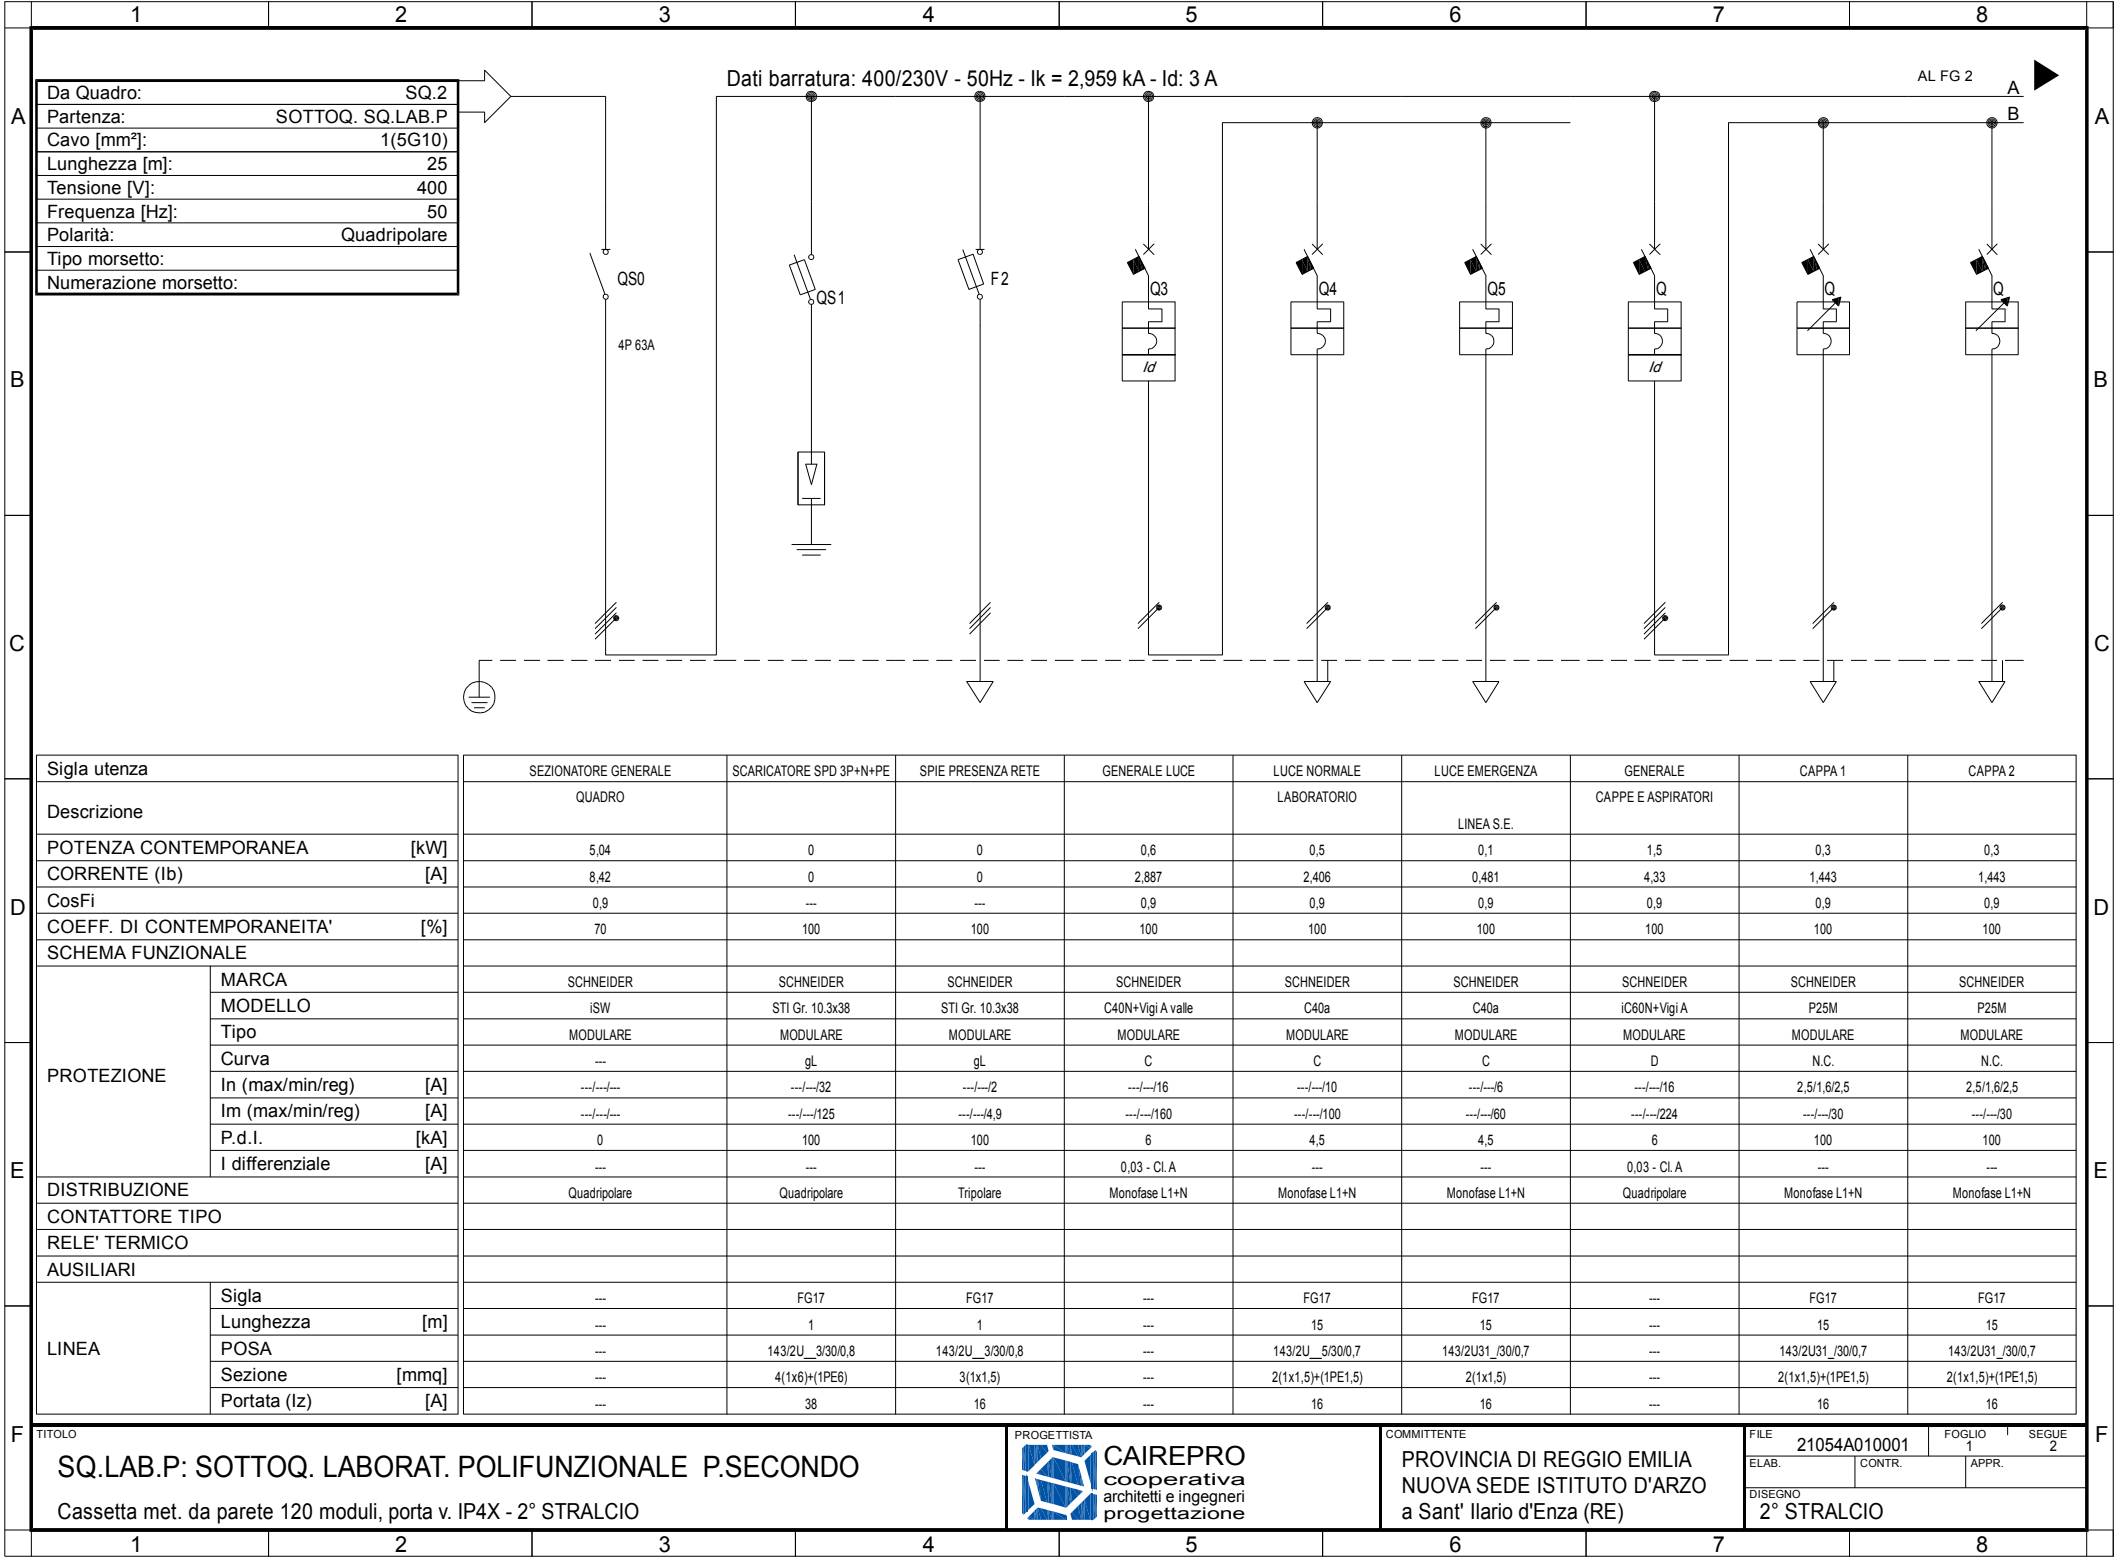 1 2 3 4 5 6 7 8
Dati barratura: 400/230V - 50Hz - Ik = 2,959 kA - Id: 3 A
AL FG 2
A
B
Da Quadro: SQ.2
Partenza: SOTTOQ. SQ.LAB.P
Cavo [mm²]: 1(5G10)
Lunghezza [m]: 25
Tensione [V]: 400
Frequenza [Hz]: 50
Polarità: Quadripolare
Tipo morsetto:
Numerazione morsetto:
A A
QS0 QS1 F2 Q3 Q4 Q5 Q Q Q
4P 63A
Id Id
B B
C C
Sigla utenza SEZIONATORE GENERALE SCARICATORE SPD 3P+N+PE SPIE PRESENZA RETE GENERALE LUCE LUCE NORMALE LUCE EMERGENZA GENERALE CAPPA 1 CAPPA 2
Descrizione QUADRO LABORATORIO LINEA S.E. CAPPE E ASPIRATORI
POTENZA CONTEMPORANEA [kW] 5,04 0 0 0,6 0,5 0,1 1,5 0,3 0,3
CORRENTE (Ib) [A] 8,42 0 0 2,887 2,406 0,481 4,33 1,443 1,443
CosFi 0,9 --- --- 0,9 0,9 0,9 0,9 0,9 0,9
D D
COEFF. DI CONTEMPORANEITA' [%] 70 100 100 100 100 100 100 100 100
SCHEMA FUNZIONALE
PROTEZIONE
MARCA SCHNEIDER SCHNEIDER SCHNEIDER SCHNEIDER SCHNEIDER SCHNEIDER SCHNEIDER SCHNEIDER SCHNEIDER
MODELLO iSW STI Gr. 10.3x38 STI Gr. 10.3x38 C40N+Vigi A valle C40a C40a iC60N+Vigi A P25M P25M
Tipo MODULARE MODULARE MODULARE MODULARE MODULARE MODULARE MODULARE MODULARE MODULARE
Curva --- gL gL C C C D N.C. N.C.
In (max/min/reg) [A] ---/---/--- ---/---/32 ---/---/2 ---/---/16 ---/---/10 ---/---/6 ---/---/16 2,5/1,6/2,5 2,5/1,6/2,5
Im (max/min/reg) [A] ---/---/--- ---/---/125 ---/---/4,9 ---/---/160 ---/---/100 ---/---/60 ---/---/224 ---/---/30 ---/---/30
P.d.I. [kA] 0 100 100 6 4,5 4,5 6 100 100
I differenziale [A] --- --- --- 0,03 - Cl. A --- --- 0,03 - Cl. A --- ---
E E
DISTRIBUZIONE Quadripolare Quadripolare Tripolare Monofase L1+N Monofase L1+N Monofase L1+N Quadripolare Monofase L1+N Monofase L1+N
CONTATTORE TIPO
RELE' TERMICO
AUSILIARI
LINEA
Sigla --- FG17 FG17 --- FG17 FG17 --- FG17 FG17
Lunghezza [m] --- 1 1 --- 15 15 --- 15 15
POSA --- 143/2U__3/30/0,8 143/2U__3/30/0,8 --- 143/2U__5/30/0,7 143/2U31_/30/0,7 --- 143/2U31_/30/0,7 143/2U31_/30/0,7
Sezione [mmq] --- 4(1x6)+(1PE6) 3(1x1,5) --- 2(1x1,5)+(1PE1,5) 2(1x1,5) --- 2(1x1,5)+(1PE1,5) 2(1x1,5)+(1PE1,5)
Portata (Iz) [A] --- 38 16 --- 16 16 --- 16 16
F F
TITOLO
SQ.LAB.P: SOTTOQ. LABORAT. POLIFUNZIONALE P.SECONDO
Cassetta met. da parete 120 moduli, porta v. IP4X - 2° STRALCIO
PROGETTISTA
CAIREPRO
cooperativa
architetti e ingegneri
progettazione
COMMITTENTE
PROVINCIA DI REGGIO EMILIA
NUOVA SEDE ISTITUTO D'ARZO
a Sant' Ilario d'Enza (RE)
FILE 21054A010001
FOGLIO 1
SEGUE 2
ELAB. CONTR. APPR.
DISEGNO
2° STRALCIO
1 2 3 4 5 6 7 8